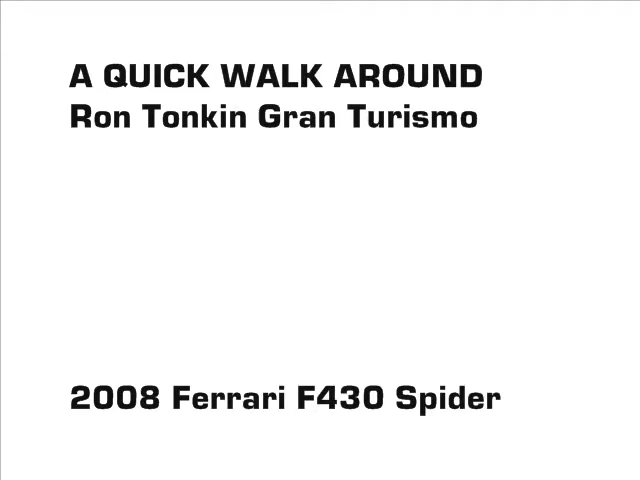 A QUICK WALK AROUND
Ron Tonkin Gran Turismo
2008 Ferrari F430 Spider